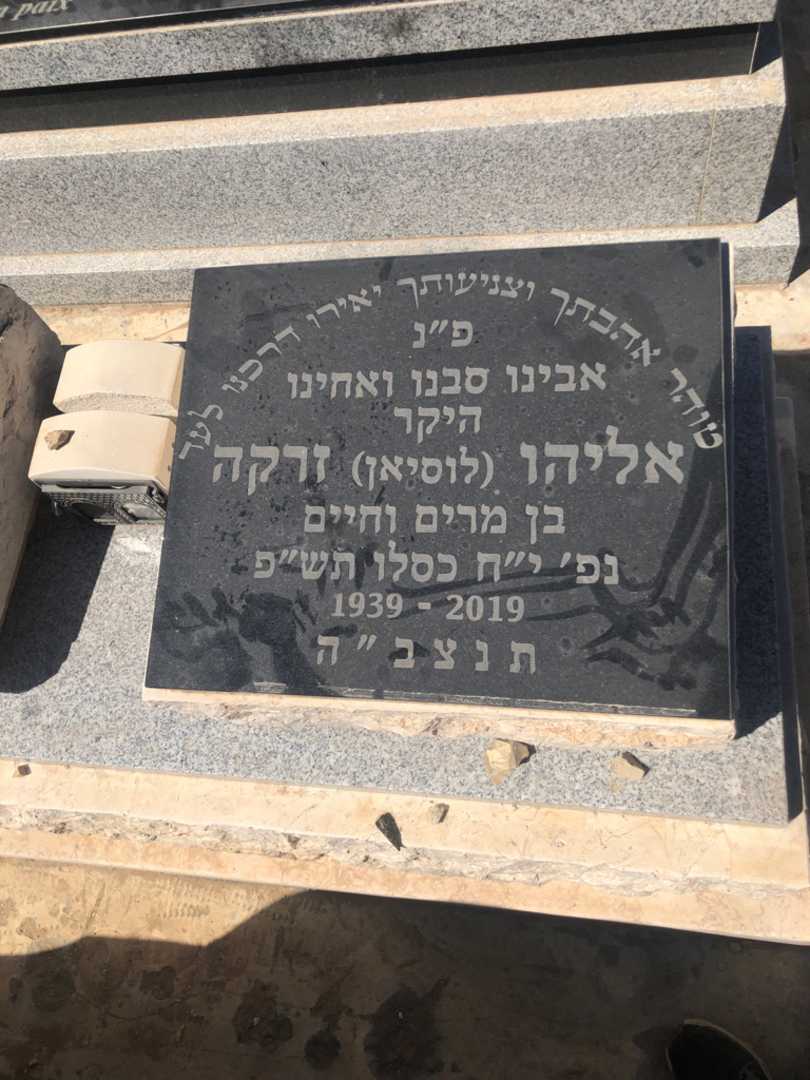 paix
טוהר אהבתך וצניעותך יאירו דרכנו לעד
פ״נ
אבינו סבנו ואחינו
היקר
אליהו (לוסיאן) זרקה
בן מרים וחיים
נפ׳ י״ח כסלו תש״פ
1939 - 2019
ת נ צ ב ״ ה